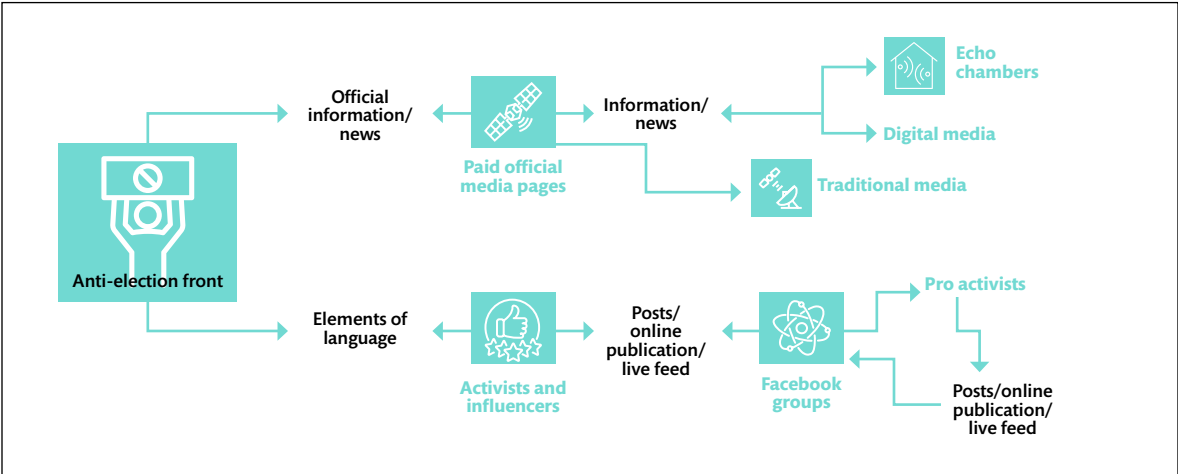 Anti-election front
Official
information/
news
Paid official
media pages
Information/
news
Echo
chambers
Digital media
Traditional media
Elements of
language
Activists and
influencers
Posts/
online
publication/
live feed
Facebook
groups
Pro activists
Posts/online
publication/
live feed